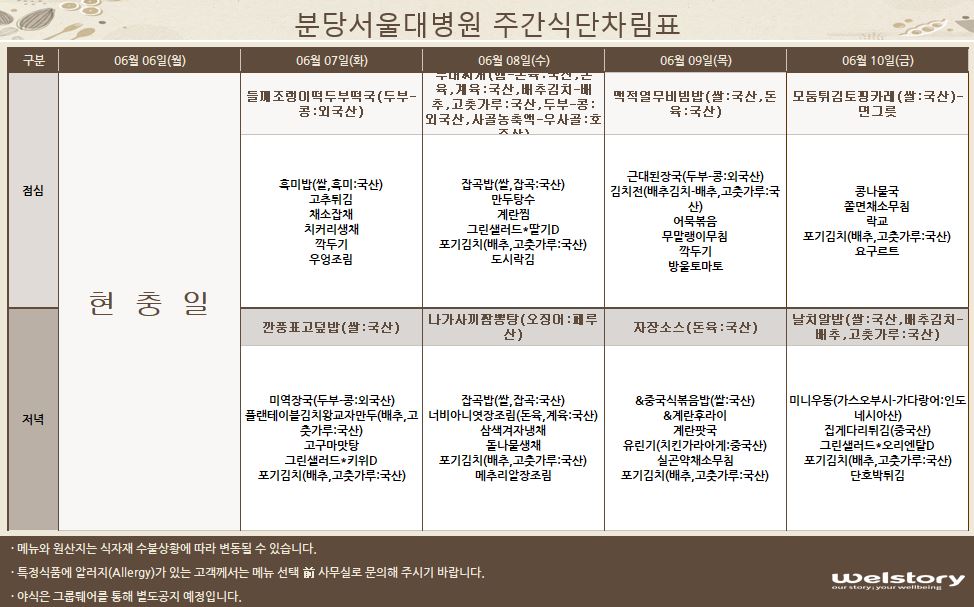 분당서울대병원 주간식단차림표
구분
06월 06일(월)
06월 07일(화)
06월 08일(수)
06월 09일(목)
06월 10일(금)
점심
현 충 일
들깨조랭이떡두부떡국(두부-
콩:외국산)
부대찌개(햄-돈육:국산,돈
육,계육:국산,배추김치-배
추,고춧가루:국산,두부-콩:
외국산,사골농축액-우사골:호
주산)
맥적열무비빔밥(쌀:국산,돈
육:국산)
모둠튀김토핑카레(쌀:국산)-
면그릇
흑미밥(쌀,흑미:국산)
고추튀김
채소잡채
치커리생채
깍두기
우엉조림
잡곡밥(쌀,잡곡:국산)
만두탕수
계란찜
그린샐러드*딸기D
포기김치(배추,고춧가루:국산)
도시락김
근대된장국(두부-콩:외국산)
김치전(배추김치-배추,고춧가루:국
산)
어묵볶음
무말랭이무침
깍두기
방울토마토
콩나물국
쫄면채소무침
락교
포기김치(배추,고춧가루:국산)
요구르트
저녁
깐풍표고덮밥(쌀:국산)
나가사끼짬뽕탕(오징어:페루
산)
자장소스(돈육:국산)
날치알밥(쌀:국산,배추김치-
배추,고춧가루:국산)
미역장국(두부-콩:외국산)
플랜테이블김치왕교자만두(배추,고
춧가루:국산)
고구마맛탕
그린샐러드*키위D
포기김치(배추,고춧가루:국산)
잡곡밥(쌀,잡곡:국산)
너비아니엿장조림(돈육,계육:국산)
삼색겨자냉채
돌나물생채
포기김치(배추,고춧가루:국산)
메추리알장조림
&중국식볶음밥(쌀:국산)
&계란후라이
계란팟국
유린기(치킨가라아게:중국산)
실곤약채소무침
포기김치(배추,고춧가루:국산)
미니우동(가스오부시-가다랑어:인도
네시아산)
집게다리튀김(중국산)
그린샐러드*오리엔탈D
포기김치(배추,고춧가루:국산)
단호박튀김
· 메뉴와 원산지는 식자재 수불상황에 따라 변동될 수 있습니다.
· 특정식품에 알러지(Allergy)가 있는 고객께서는 메뉴 선택 前 사무실로 문의해 주시기 바랍니다.
· 야식은 그룹웨어를 통해 별도공지 예정입니다.
welstory
our story; your wellbeing